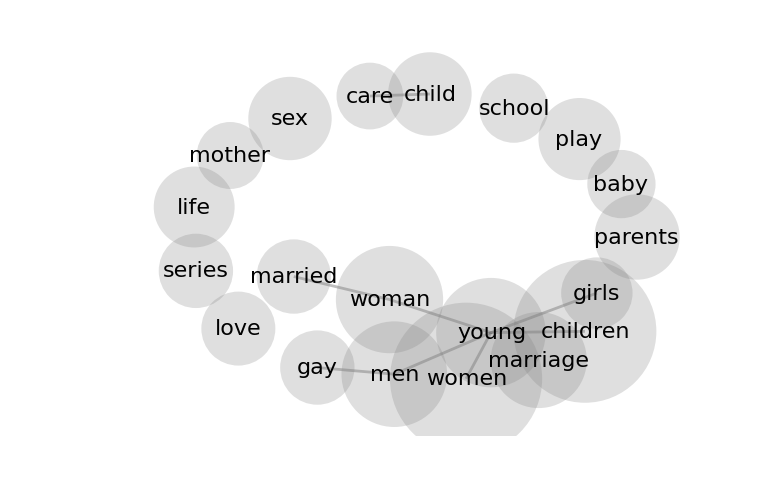 care child
school
sex
play
mother
baby
life
parents
series
married
girls
woman
love
young children
marriage
gay men women